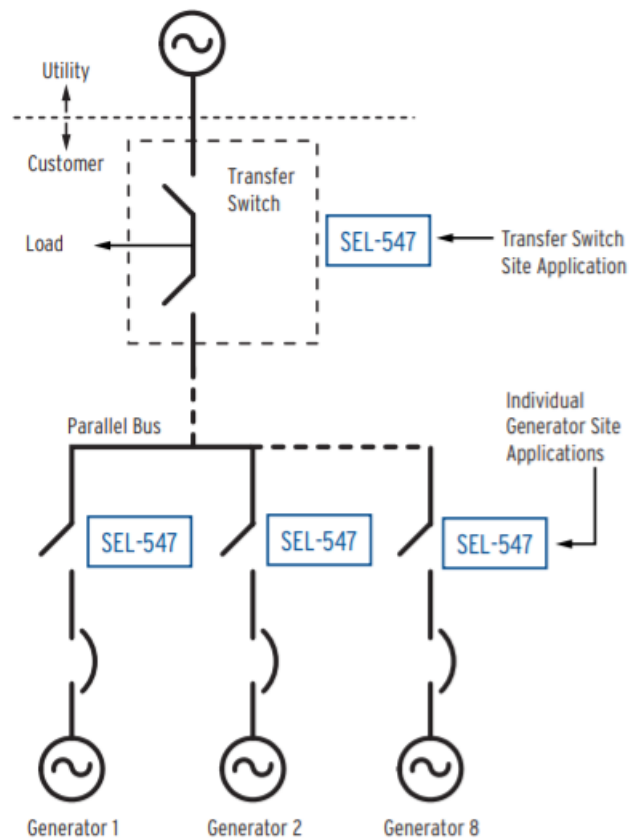 Utility
Customer
Transfer
Switch
Load
SEL-547
Transfer Switch
Site Application
Individual
Generator Site
Applications
Parallel Bus
SEL-547
SEL-547
SEL-547
Generator 1
Generator 2
Generator 8